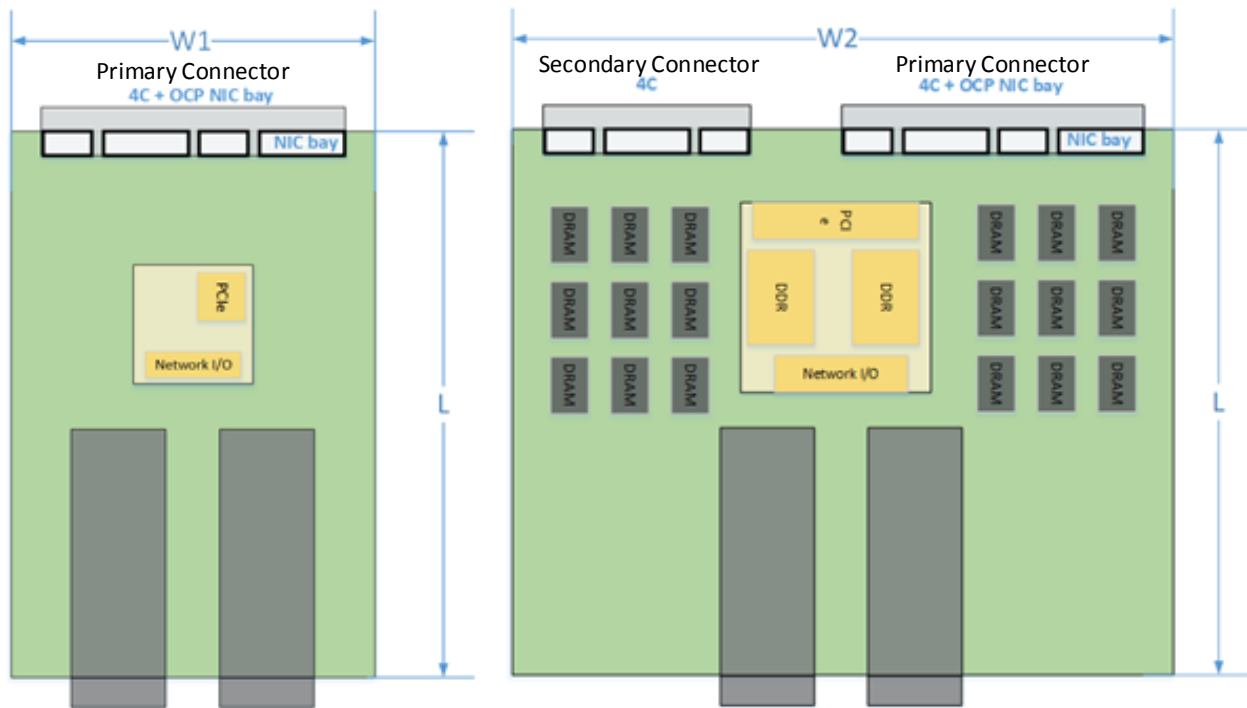 W1
Primary Connector
4C + OCP NIC bay
NIC bay
PCIe
Network I/O
L
W2
Secondary Connector
4C
Primary Connector
4C + OCP NIC bay
NIC bay
DRAM DRAM DRAM
DRAM DRAM DRAM
DRAM DRAM DRAM
PCI
e
DDR
DDR
Network I/O
DRAM DRAM DRAM
DRAM DRAM DRAM
DRAM DRAM DRAM
L